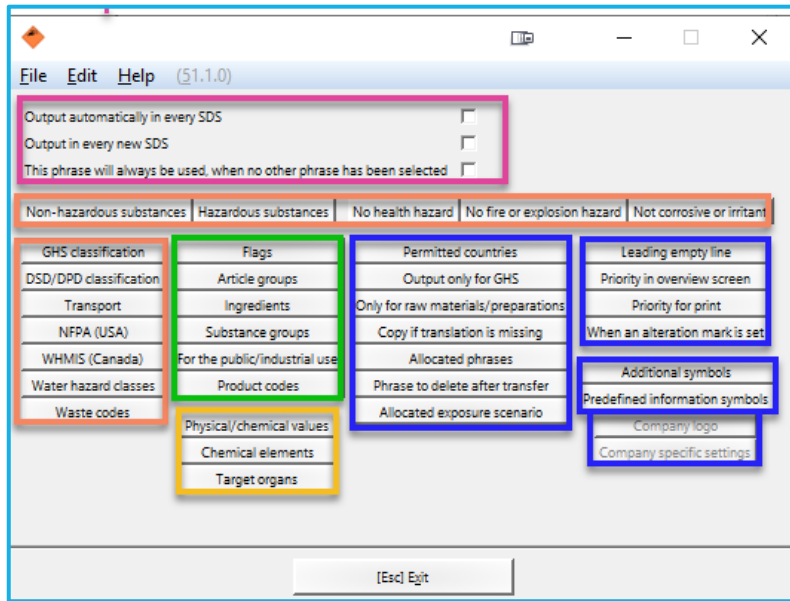 File Edit Help (51.1.0)
Output automatically in every SDS
Output in every new SDS
This phrase will always be used, when no other phrase has been selected
Non-hazardous substances Hazardous substances No health hazard No fire or explosion hazard Not corrosive or irritant
GHS classification Flags Permitted countries Leading empty line
DSD/DPD classification Article groups Output only for GHS Priority in overview screen
Transport Ingredients Only for raw materials/preparations Priority for print
NFPA (USA) Substance groups Copy if translation is missing When an alteration mark is set
WHMIS (Canada) For the public/industrial use Allocated phrases
Additional symbols
Water hazard classes Product codes Phrase to delete after transfer
Predefined information symbols
Waste codes Allocated exposure scenario
Physical/chemical values Company logo
Chemical elements Company specific settings
Target organs
[Esc] Exit